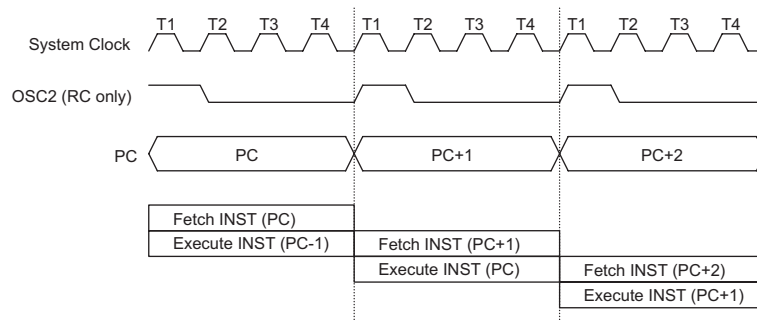 T1 T2 T3 T4 T1 T2 T3 T4 T1 T2 T3 T4
System Clock
OSC2 (RC only)
PC PC PC+1 PC+2
Fetch INST (PC)
Execute INST (PC-1) Fetch INST (PC+1)
Execute INST (PC) Fetch INST (PC+2)
Execute INST (PC+1)